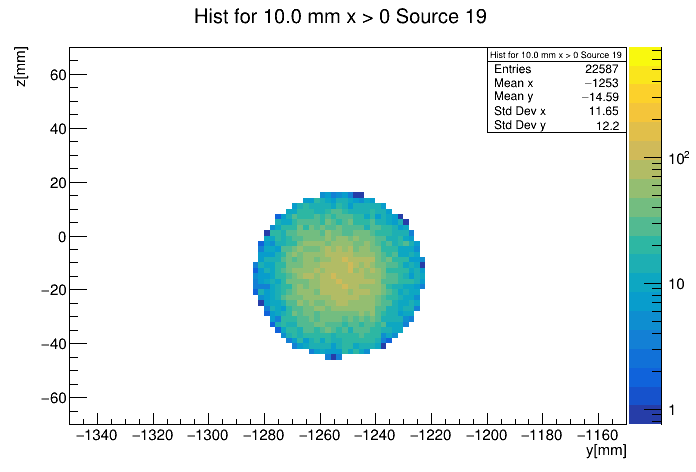 Hist for 10.0 mm x > 0 Source 19
z[mm]
Hist for 10.0 mm x > 0 Source 19
Entries 22587
Mean x −1253
Mean y −14.59
Std Dev x 11.65
Std Dev y 12.2
60
40
20
0
−20
−40
−60
10²
10
1
−1340 −1320 −1300 −1280 −1260 −1240 −1220 −1200 −1180 −1160
y[mm]